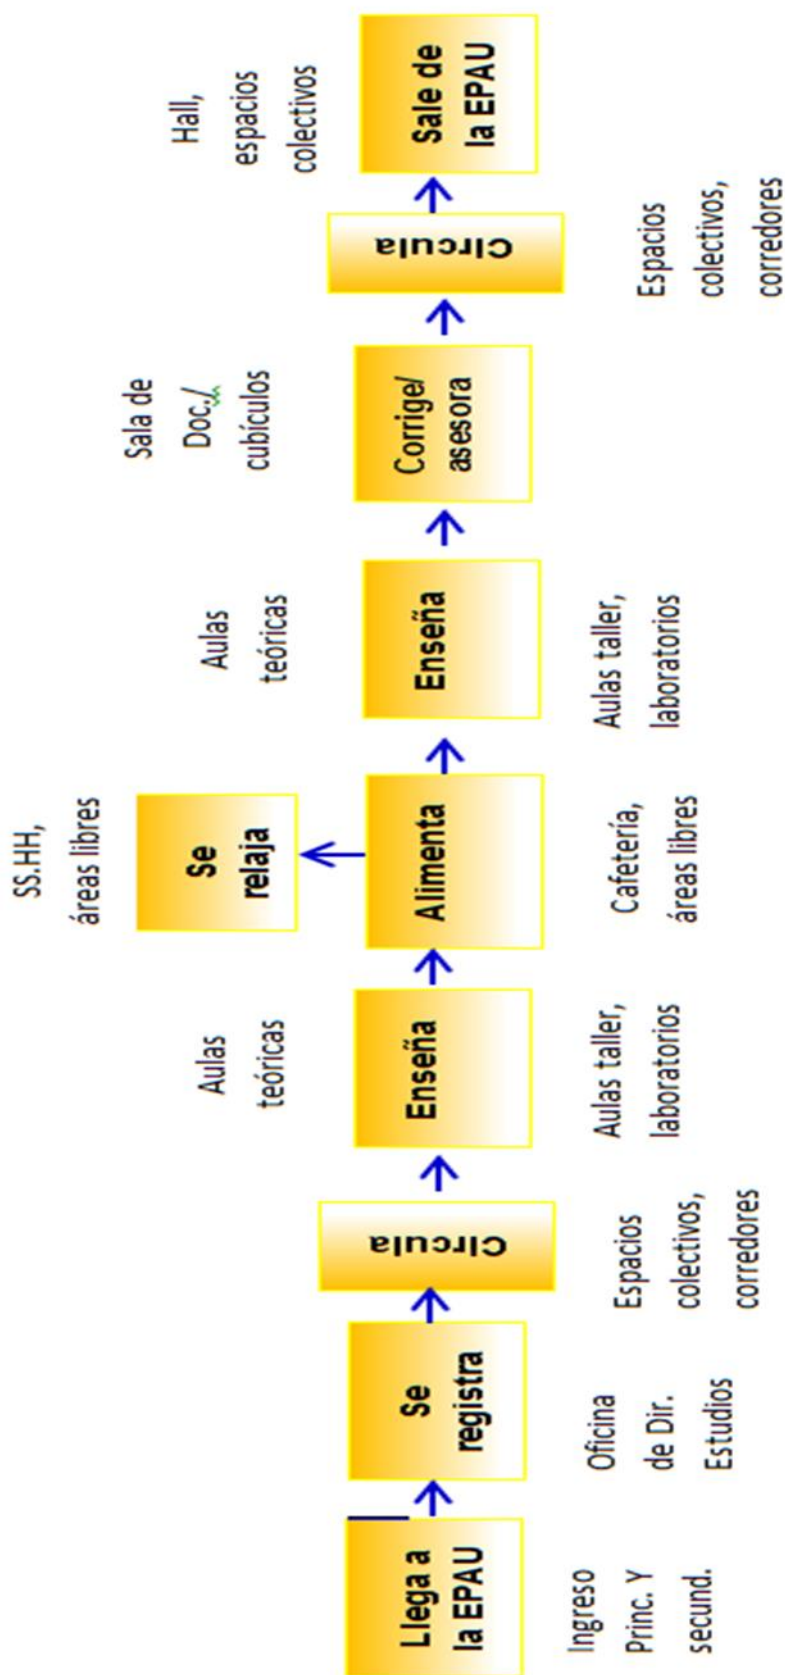 Llega a
la EPAU
Ingreso
Princ. Y
secund.
Se
registra
Oficina
de Dir.
Estudios
Circula
Espacios
colectivos,
corredores
Aulas
teóricas
Enseña
Aulas taller,
laboratorios
SS.HH,
áreas libres
Se
relaja
Alimenta
Cafetería,
áreas libres
Aulas
teóricas
Enseña
Aulas taller,
laboratorios
Sala de
Doc./
cubículos
Corrige/
asesora
Circula
Espacios
colectivos,
corredores
Hall,
espacios
colectivos
Sale de
la EPAU